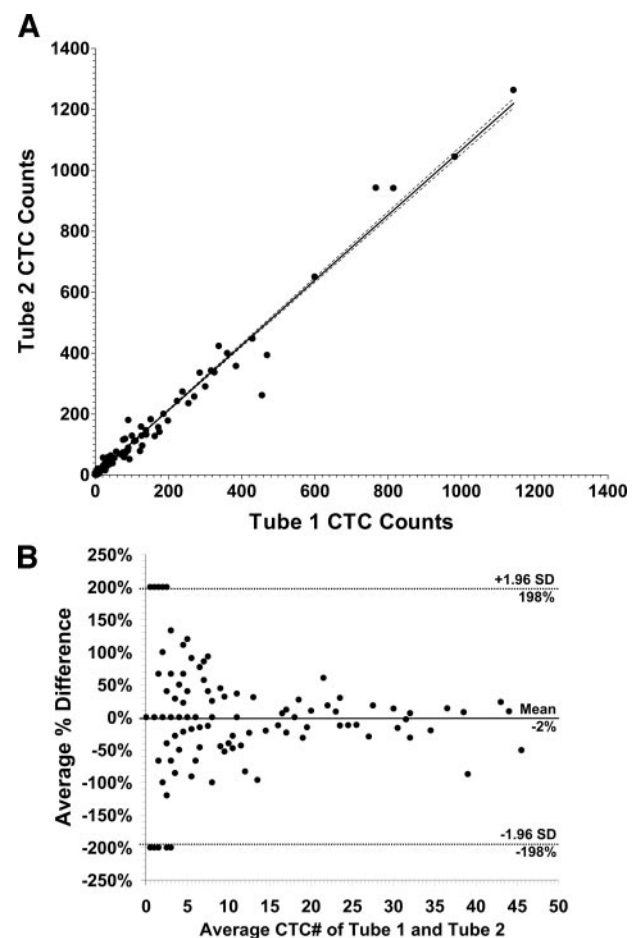 A
1400
1200
1000
800
600
400
200
0
Tube 2 CTC Counts
0 200 400 600 800 1000 1200 1400
Tube 1 CTC Counts
B
250%
200%
150%
100%
50%
0%
-50%
-100%
-150%
-200%
-250%
Average % Difference
+1.96 SD
198%
Mean
-2%
-1.96 SD
-198%
0 5 10 15 20 25 30 35 40 45 50
Average CTC# of Tube 1 and Tube 2